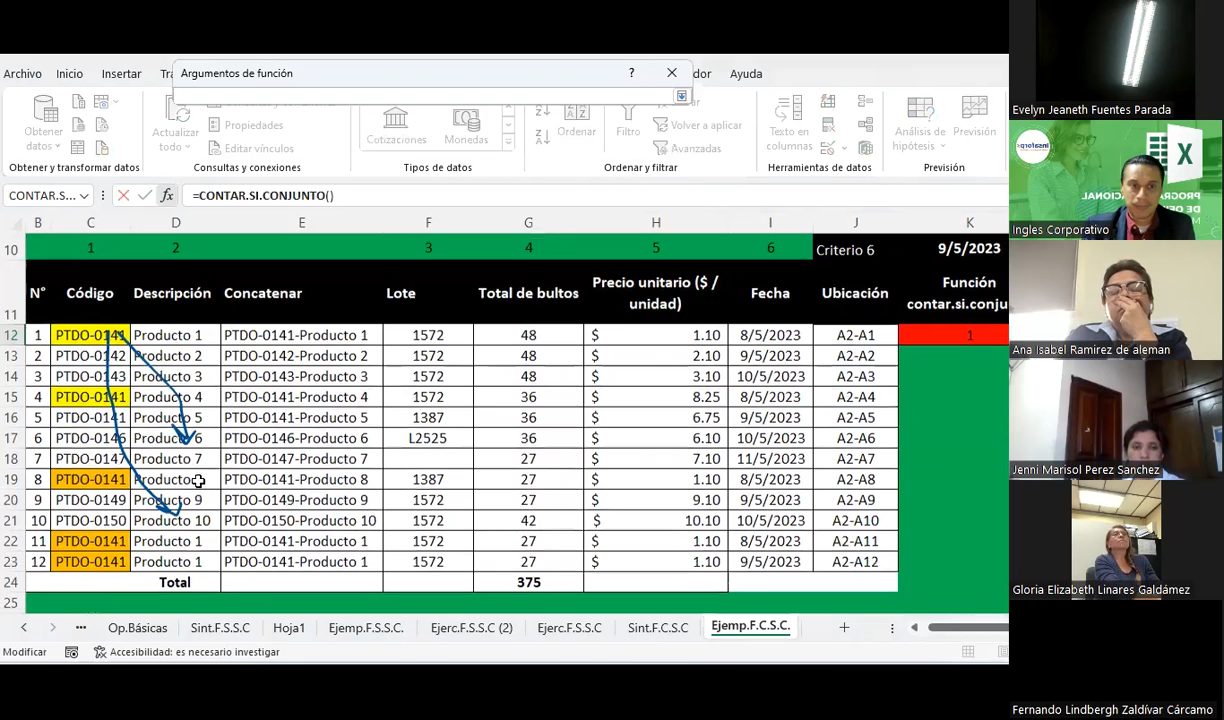 Archivo Inicio Insertar Argumentos de función ? Ayuda
Obtener datos
Obtener y transformar datos
Actualizar todo
Propiedades
Editar vínculos
Consultas y conexiones
Cotizaciones Monedas
Tipos de datos
Ordenar Filtro
Volver a aplicar
Avanzadas
Ordenar y filtrar
Texto en columnas
Herramientas de datos
Análisis de hipótesis
Previsión
Previsión
CONTAR.S... fx =CONTAR.SI.CONJUNTO()
B C D E F G H I J K
10 1 2 3 4 5 6 Criterio 6 9/5/2023
11 N° Código Descripción Concatenar Lote Total de bultos Precio unitario ($ / unidad) Fecha Ubicación Función contar.si.conju
12 1 PTDO-0141 Producto 1 PTDO-0141-Producto 1 1572 48 $ 1.10 8/5/2023 A2-A1 1
13 2 PTDO-0142 Producto 2 PTDO-0142-Producto 2 1572 48 $ 2.10 9/5/2023 A2-A2
14 3 PTDO-0143 Producto 3 PTDO-0143-Producto 3 1572 48 $ 3.10 10/5/2023 A2-A3
15 4 PTDO-0141 Producto 4 PTDO-0141-Producto 4 1572 36 $ 8.25 8/5/2023 A2-A4
16 5 PTDO-0141 Producto 5 PTDO-0141-Producto 5 1387 36 $ 6.75 9/5/2023 A2-A5
17 6 PTDO-0146 Producto 6 PTDO-0146-Producto 6 L2525 36 $ 6.10 10/5/2023 A2-A6
18 7 PTDO-0147 Producto 7 PTDO-0147-Producto 7 27 $ 7.10 11/5/2023 A2-A7
19 8 PTDO-0141 Producto PTDO-0141-Producto 8 1387 27 $ 1.10 8/5/2023 A2-A8
20 9 PTDO-0149 Producto 9 PTDO-0149-Producto 9 1572 27 $ 9.10 9/5/2023 A2-A9
21 10 PTDO-0150 Producto 10 PTDO-0150-Producto 10 1572 42 $ 10.10 10/5/2023 A2-A10
22 11 PTDO-0141 Producto 1 PTDO-0141-Producto 1 1572 27 $ 1.10 8/5/2023 A2-A11
23 12 PTDO-0141 Producto 1 PTDO-0141-Producto 1 1572 27 $ 1.10 9/5/2023 A2-A12
24 Total 375
25
... Op.Básicas Sint.F.S.S.C Hoja1 Ejemp.F.S.S.C. Ejerc.F.S.S.C (2) Ejerc.F.S.S.C Sint.F.C.S.C Ejemp.F.C.S.C.
Modificar Accesibilidad: es necesario investigar
Evelyn Jeaneth Fuentes Parada
insaforp
X
Ingles Corporativo
Ana Isabel Ramirez de aleman
Jenni Marisol Perez Sanchez
Gloria Elizabeth Linares Galdámez
Fernando Lindbergh Zaldívar Cárcamo